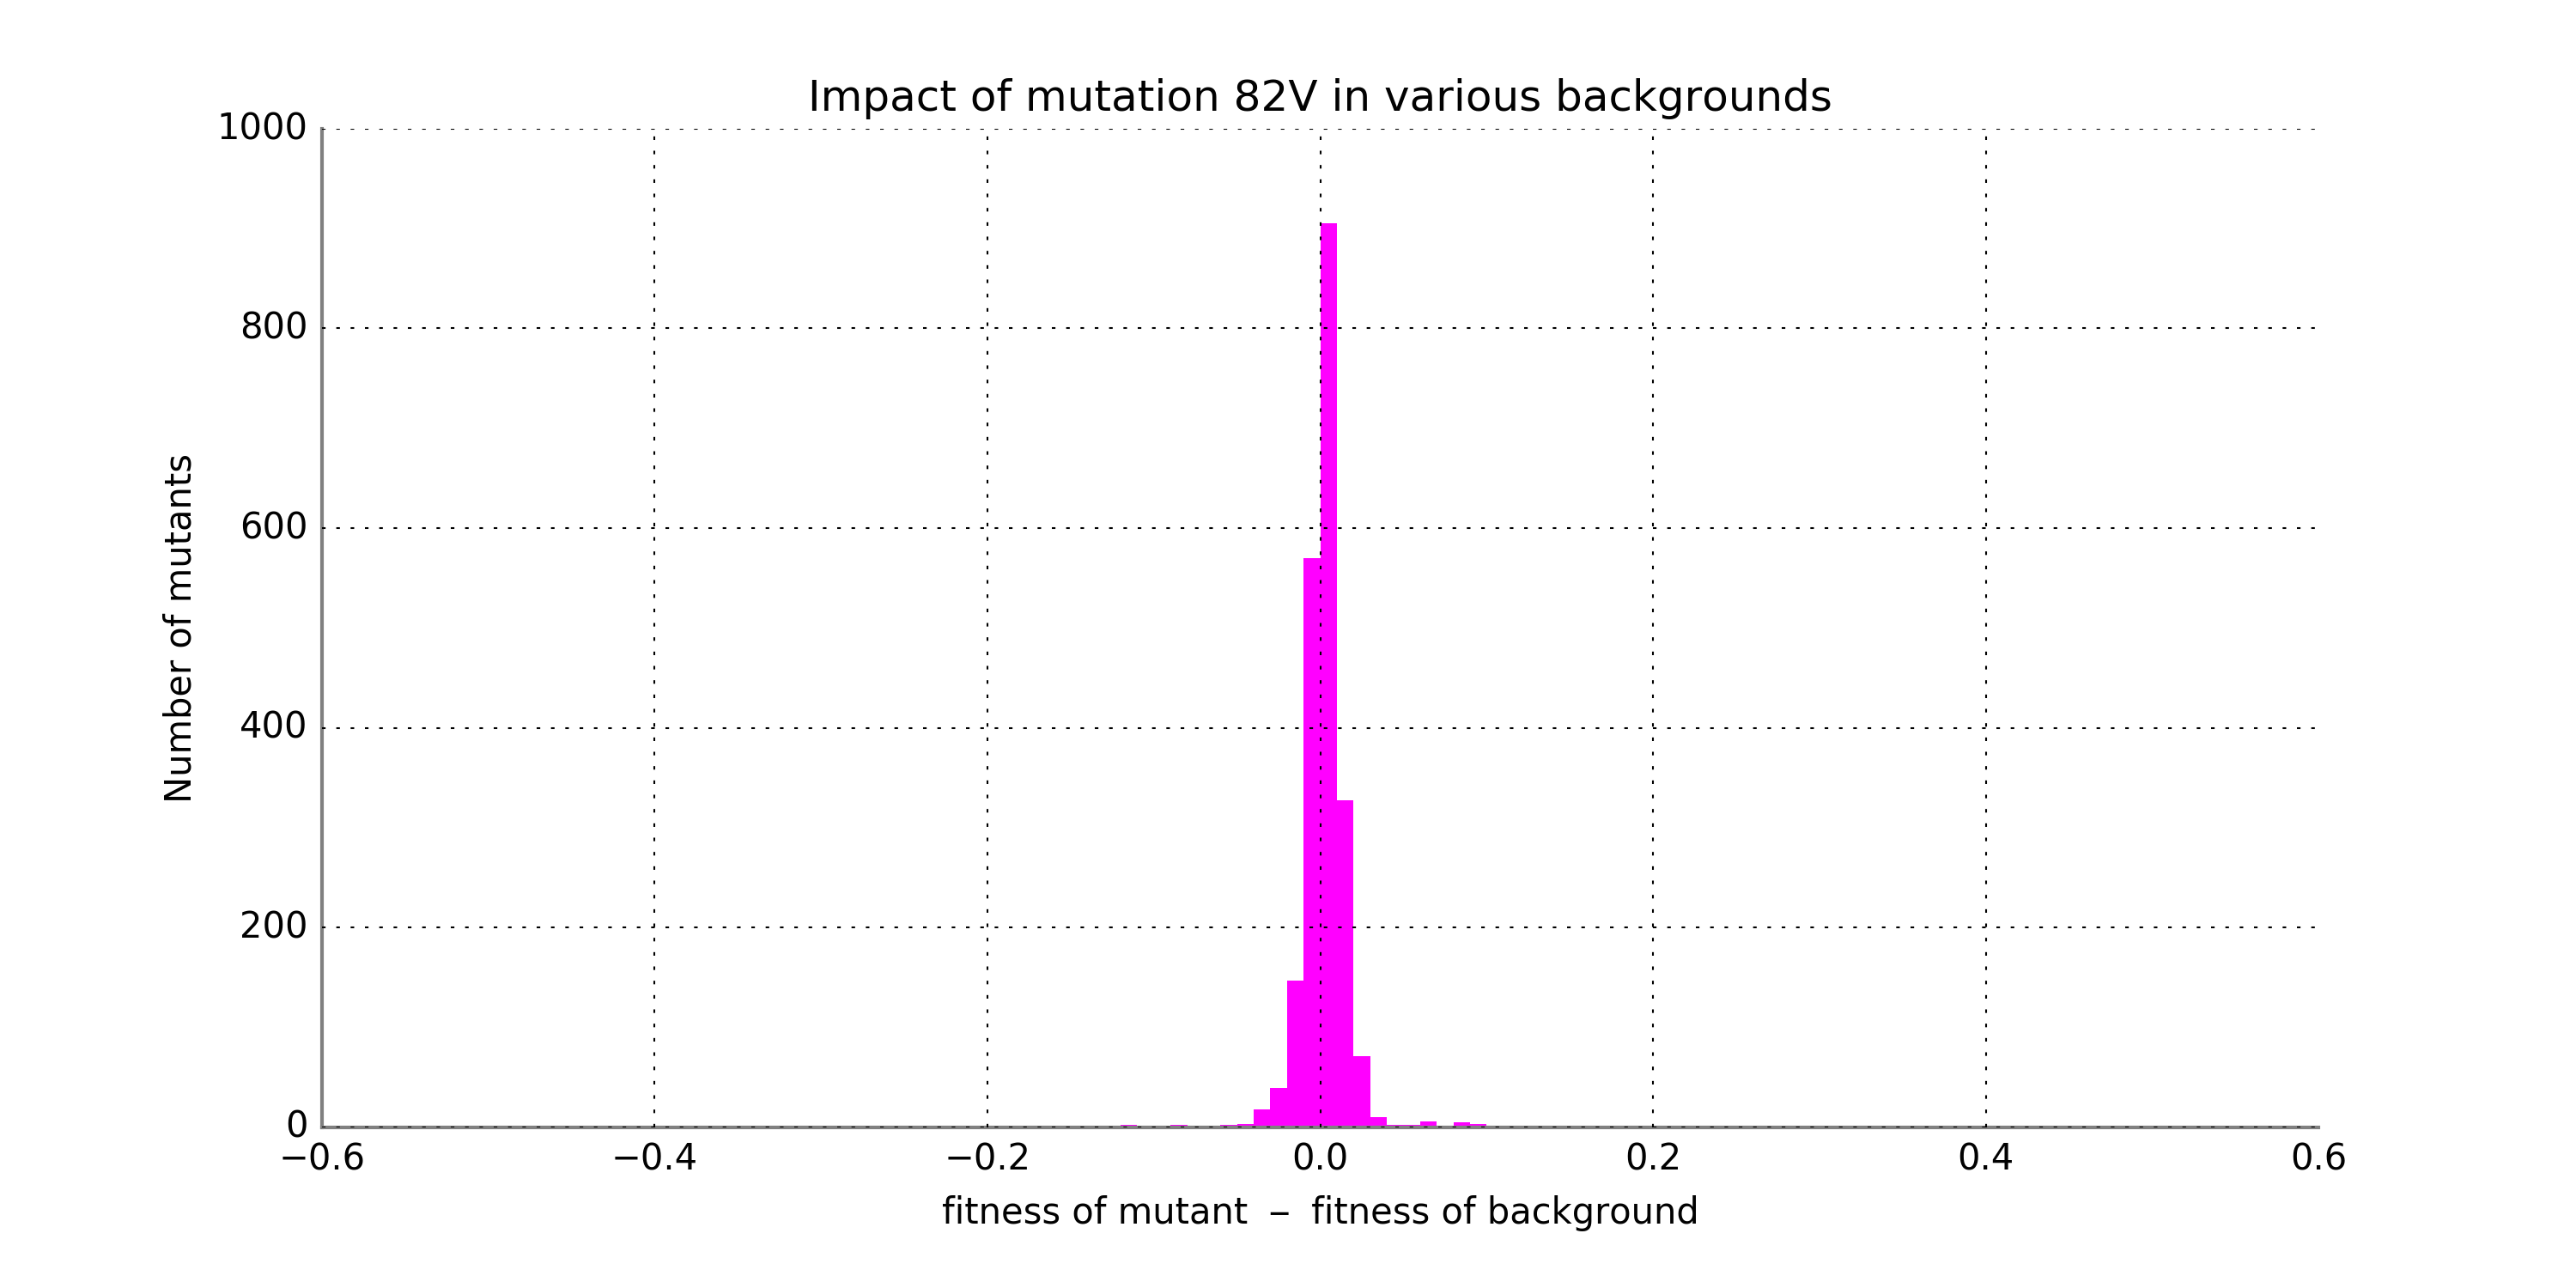 Impact of mutation 82V in various backgrounds
1000
800
600
400
200
0
Number of mutants
−0.6 −0.4 −0.2 0.0 0.2 0.4 0.6
fitness of mutant − fitness of background